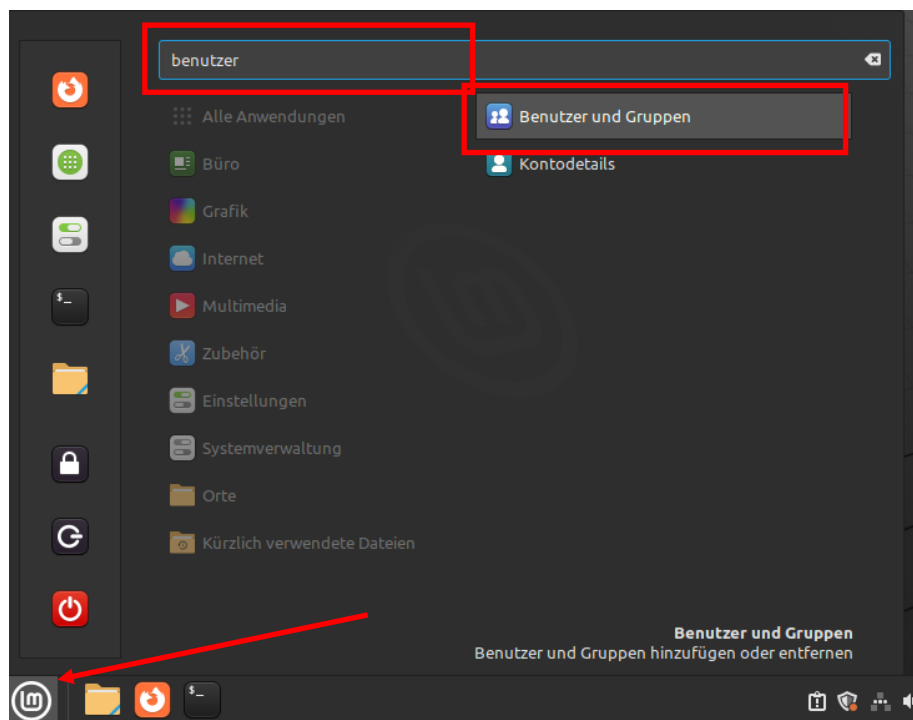 benutzer
Alle Anwendungen
Benutzer und Gruppen
Büro
Kontodetails
Grafik
Internet
Multimedia
Zubehör
Einstellungen
Systemverwaltung
Orte
Kürzlich verwendete Dateien
Benutzer und Gruppen
Benutzer und Gruppen hinzufügen oder entfernen